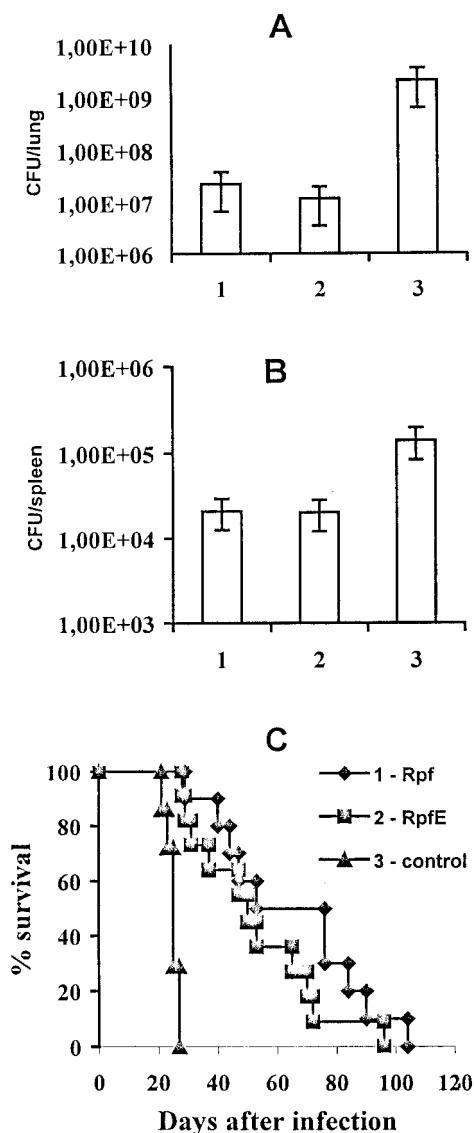 A
CFU/lung
1,00E+10
1,00E+09
1,00E+08
1,00E+07
1,00E+06
1 2 3
B
CFU/spleen
1,00E+06
1,00E+05
1,00E+04
1,00E+03
1 2 3
C
1 - Rpf
2 - RpfE
3 - control
% survival
100
80
60
40
20
0
0 20 40 60 80 100 120
Days after infection